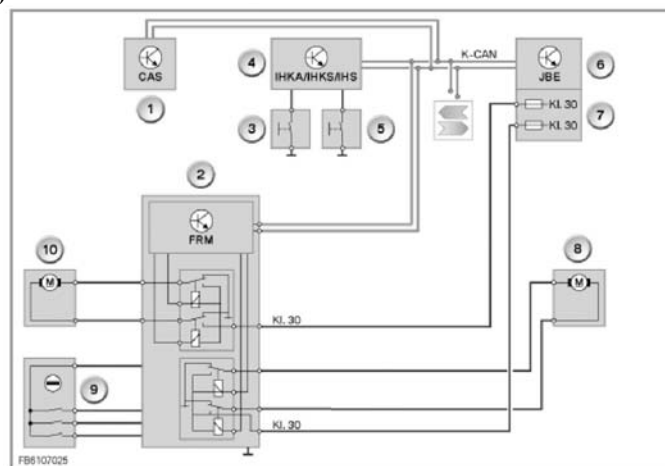 K-CAN
CAS
4
IHKA/IHKS/IHS
JBE
6
1
3
5
Kl. 30
7
Kl. 30
2
FRM
10
8
M
M
Kl. 30
9
Kl. 30
FB6107025